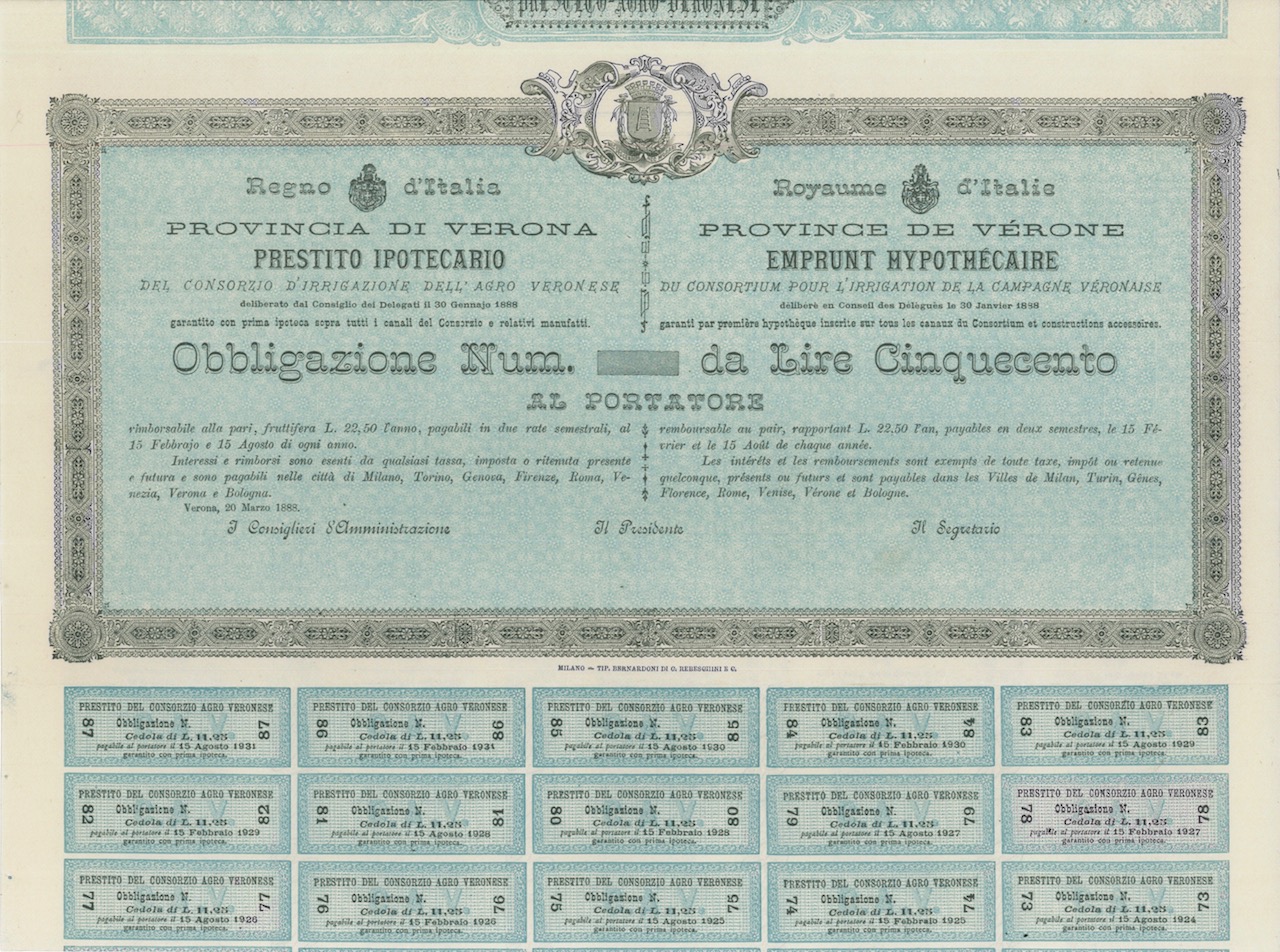 PRESTITO-AGRO-VERONESE
Regno d'Italia
PROVINCIA DI VERONA
PRESTITO IPOTECARIO
DEL CONSORZIO D'IRRIGAZIONE DELL'AGRO VERONESE
deliberato dal Consiglio dei Delegati il 30 Gennajo 1888
garantito con prima ipoteca sopra tutti i canali del Consorzio e relativi manufatti.
Royaume d'Italie
PROVINCE DE VÉRONE
EMPRUNT HYPOTHÉCAIRE
DU CONSORTIUM POUR L'IRRIGATION DE LA CAMPAGNE VÉRONAISE
délibéré en Conseil des Délégués le 30 Janvier 1888
garanti par première hypothèque inscrite sur tous les canaux du Consortium et constructions accessoires.
Obbligazione Num. da Lire Cinquecento
AL PORTATORE
rimborsabile alla pari, fruttifera L. 22,50 l'anno, pagabili in due rate semestrali, al
15 Febbrajo e 15 Agosto di ogni anno.
Interessi e rimborsi sono esenti da qualsiasi tassa, imposta o ritenuta presente
e futura e sono pagabili nelle città di Milano, Torino, Genova, Firenze, Roma, Ve-
nezia, Verona e Bologna.
Verona, 20 Marzo 1888.
remboursable au pair, rapportant L. 22.50 l'an, payables en deux semestres, le 15 Fé-
vrier et le 15 Août de chaque année.
Les intérêts et les remboursements sont exempts de toute taxe, impôt ou retenue
quelconque, présents ou futurs et sont payables dans les Villes de Milan, Turin, Gênes,
Florence, Rome, Venise, Vérone et Bologne.
I Consiglieri d'Amministrazione Il Presidente Il Segretario
MILANO — TIP. BERNARDONI DI C. REBESCHINI E C.
PRESTITO DEL CONSORZIO AGRO VERONESE
87 Obbligazione N. 87
Cedola di L. 11,25
pagabile al portatore il 15 Agosto 1931
garantito con prima ipoteca.
PRESTITO DEL CONSORZIO AGRO VERONESE
86 Obbligazione N. 86
Cedola di L. 11,25
pagabile al portatore il 15 Febbraio 1931
garantito con prima ipoteca.
PRESTITO DEL CONSORZIO AGRO VERONESE
85 Obbligazione N. 85
Cedola di L. 11,25
pagabile al portatore il 15 Agosto 1930
garantito con prima ipoteca.
PRESTITO DEL CONSORZIO AGRO VERONESE
84 Obbligazione N. 84
Cedola di L. 11,25
pagabile al portatore il 15 Febbraio 1930
garantito con prima ipoteca.
PRESTITO DEL CONSORZIO AGRO VERONESE
83 Obbligazione N. 83
Cedola di L. 11,25
pagabile al portatore il 15 Agosto 1929
garantito con prima ipoteca.
PRESTITO DEL CONSORZIO AGRO VERONESE
82 Obbligazione N. 82
Cedola di L. 11,25
pagabile al portatore il 15 Febbraio 1929
garantito con prima ipoteca.
PRESTITO DEL CONSORZIO AGRO VERONESE
81 Obbligazione N. 81
Cedola di L. 11,25
pagabile al portatore il 15 Agosto 1928
garantito con prima ipoteca.
PRESTITO DEL CONSORZIO AGRO VERONESE
80 Obbligazione N. 80
Cedola di L. 11,25
pagabile al portatore il 15 Febbraio 1928
garantito con prima ipoteca.
PRESTITO DEL CONSORZIO AGRO VERONESE
79 Obbligazione N. 79
Cedola di L. 11,25
pagabile al portatore il 15 Agosto 1927
garantito con prima ipoteca.
PRESTITO DEL CONSORZIO AGRO VERONESE
78 Obbligazione N. 78
Cedola di L. 11,25
pagabile al portatore il 15 Febbraio 1927
garantito con prima ipoteca.
PRESTITO DEL CONSORZIO AGRO VERONESE
77 Obbligazione N. 77
Cedola di L. 11,25
pagabile al portatore il 15 Agosto 1926
garantito con prima ipoteca.
PRESTITO DEL CONSORZIO AGRO VERONESE
76 Obbligazione N. 76
Cedola di L. 11,25
pagabile al portatore il 15 Febbraio 1926
garantito con prima ipoteca.
PRESTITO DEL CONSORZIO AGRO VERONESE
75 Obbligazione N. 75
Cedola di L. 11,25
pagabile al portatore il 15 Agosto 1925
garantito con prima ipoteca.
PRESTITO DEL CONSORZIO AGRO VERONESE
74 Obbligazione N. 74
Cedola di L. 11,25
pagabile al portatore il 15 Febbraio 1925
garantito con prima ipoteca.
PRESTITO DEL CONSORZIO AGRO VERONESE
73 Obbligazione N. 73
Cedola di L. 11,25
pagabile al portatore il 15 Agosto 1924
garantito con prima ipoteca.